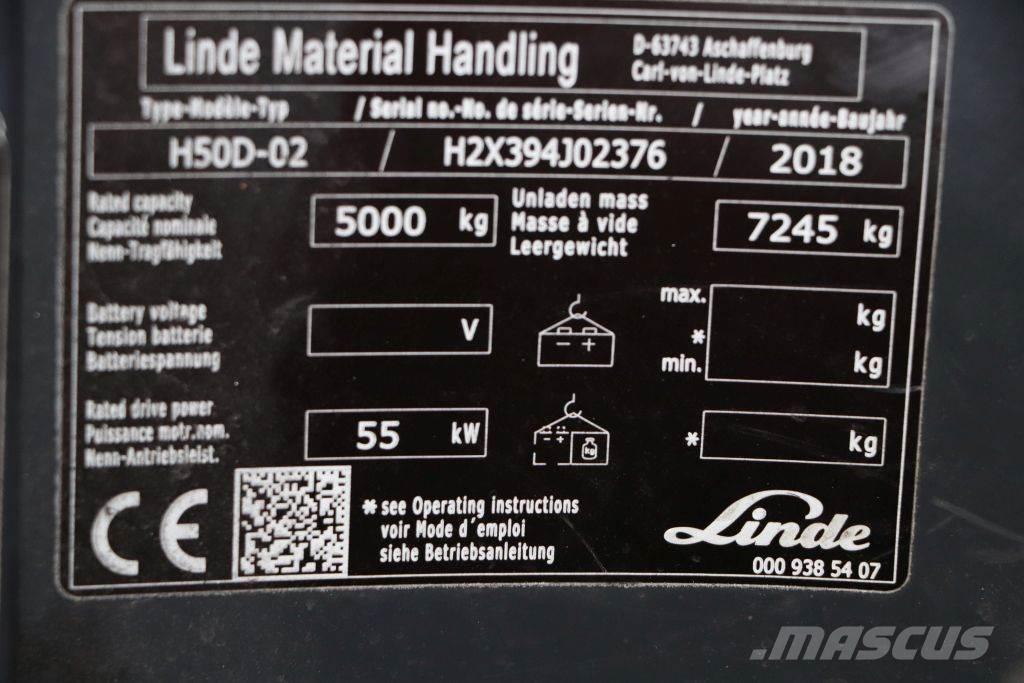 Linde Material Handling
D-63743 Aschaffenburg
Carl-von-Linde-Platz
Type-Modèle-Typ / Serial no.-No. de série-Serien-Nr. / year-année-Baujahr
H50D-02 / H2X394J02376 / 2018
Rated capacity
Capacité nominale
Nenn-Tragfähigkeit
5000 kg
Unladen mass
Masse à vide
Leergewicht
7245 kg
Battery voltage
Tension batterie
Batteriespannung
V
- +
max. kg
*
min. kg
Rated drive power
Puissance motr.nom.
Nenn-Antriebsleist.
55 kW
- +
kg
* kg
CE
* see Operating instructions
voir Mode d´emploi
siehe Betriebsanleitung
Linde
000 938 54 07
MASCUS